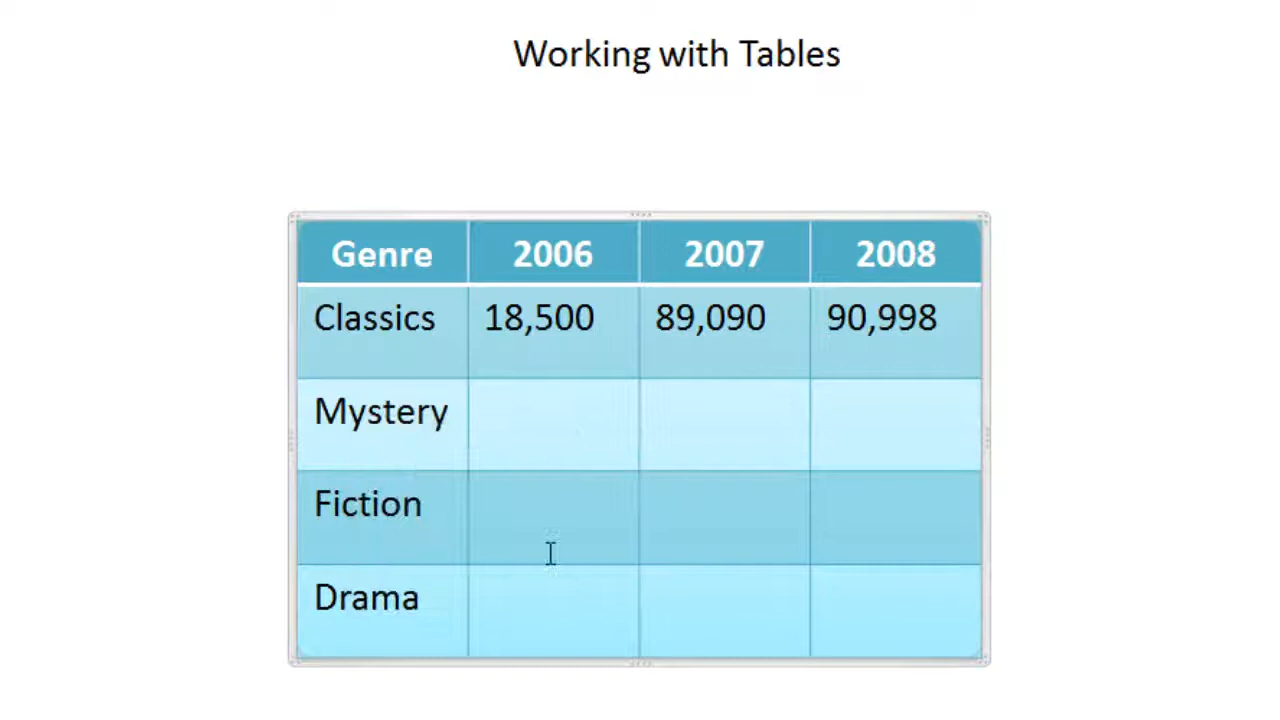 Working with Tables
Genre 2006 2007 2008
Classics 18,500 89,090 90,998
Mystery
Fiction
Drama